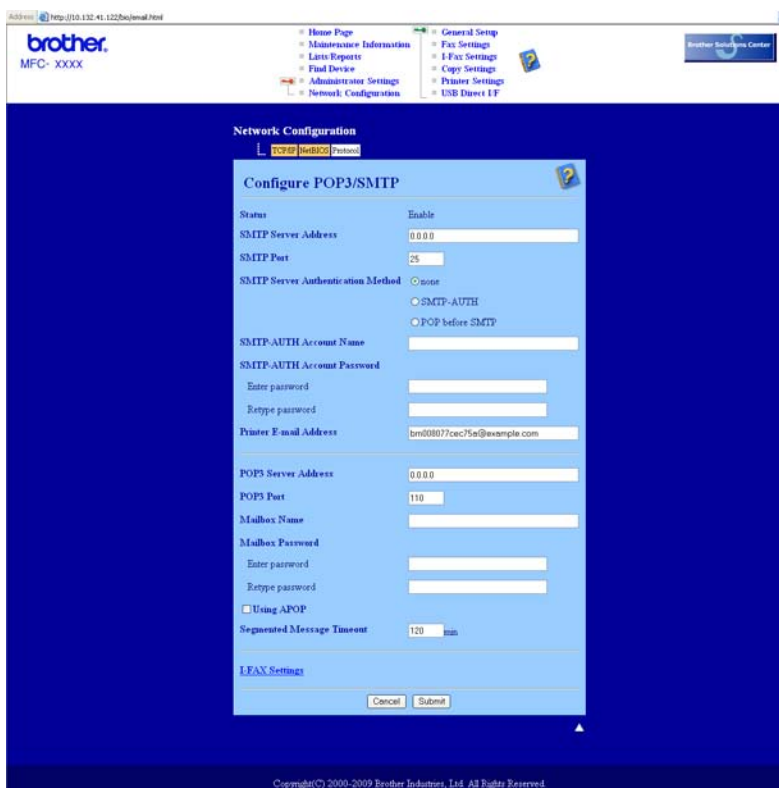 Address http://10.132.41.122/bio/email.html
brother.
MFC- XXXX
Home Page
Maintenance Information
Lists/Reports
Find Device
Administrator Settings
Network Configuration
General Setup
Fax Settings
I-Fax Settings
Copy Settings
Printer Settings
USB Direct I/F
Brother Solutions Center
Network Configuration
TCP/IP NetBIOS Protocol
Configure POP3/SMTP
Status Enable
SMTP Server Address 0.0.0.0
SMTP Port 25
SMTP Server Authentication Method none
SMTP-AUTH
POP before SMTP
SMTP-AUTH Account Name
SMTP-AUTH Account Password
Enter password
Retype password
Printer E-mail Address brn008077cec75a@example.com
POP3 Server Address 0.0.0.0
POP3 Port 110
Mailbox Name
Mailbox Password
Enter password
Retype password
Using APOP
Segmented Message Timeout 120 min
I-FAX Settings
Cancel Submit
Copyright(C) 2000-2009 Brother Industries, Ltd. All Rights Reserved.